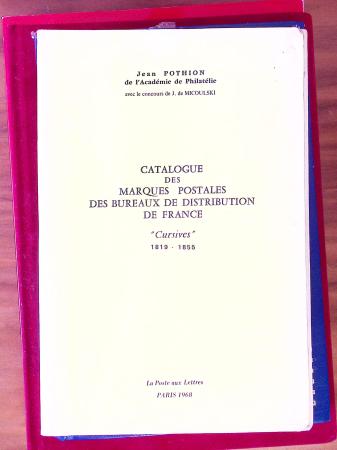 Jean POTHION
de l'Académie de Philatélie
avec le concours de J. de MICOULSKI
CATALOGUE
DES
MARQUES POSTALES
DES BUREAUX DE DISTRIBUTION
DE FRANCE
"Cursives"
1819 - 1855
La Poste aux Lettres
PARIS 1968